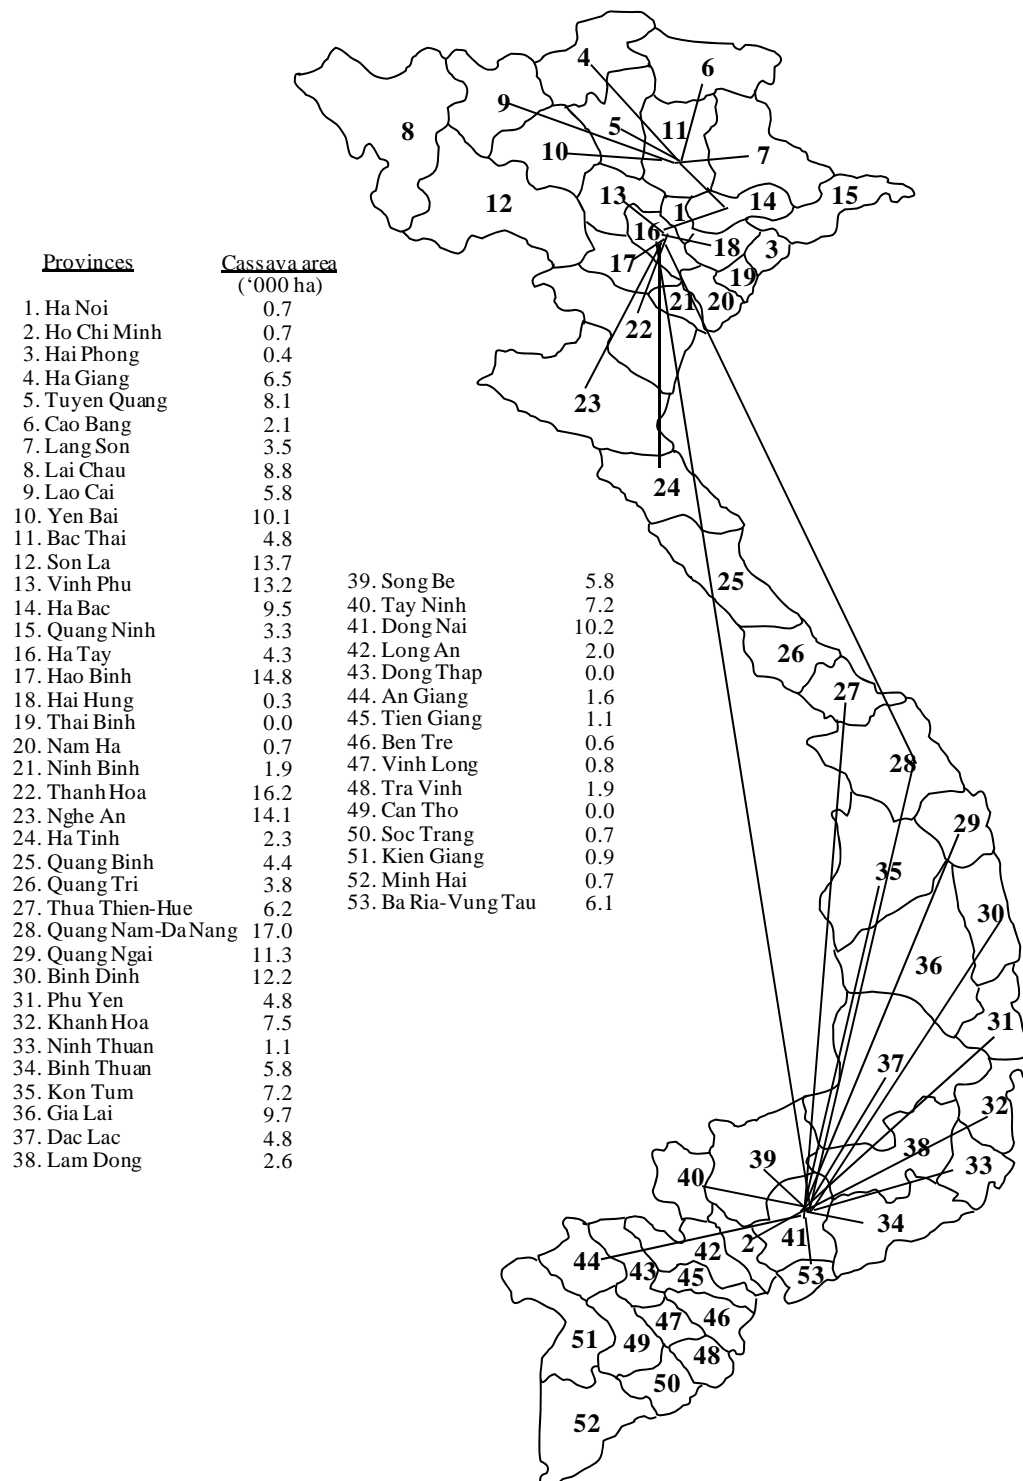 Provinces Cassava area
(‘000 ha)
1. Ha Noi 0.7
2. Ho Chi Minh 0.7
3. Hai Phong 0.4
4. Ha Giang 6.5
5. Tuyen Quang 8.1
6. Cao Bang 2.1
7. Lang Son 3.5
8. Lai Chau 8.8
9. Lao Cai 5.8
10. Yen Bai 10.1
11. Bac Thai 4.8
12. Son La 13.7
13. Vinh Phu 13.2
14. Ha Bac 9.5
15. Quang Ninh 3.3
16. Ha Tay 4.3
17. Hao Binh 14.8
18. Hai Hung 0.3
19. Thai Binh 0.0
20. Nam Ha 0.7
21. Ninh Binh 1.9
22. Thanh Hoa 16.2
23. Nghe An 14.1
24. Ha Tinh 2.3
25. Quang Binh 4.4
26. Quang Tri 3.8
27. Thua Thien-Hue 6.2
28. Quang Nam-Da Nang 17.0
29. Quang Ngai 11.3
30. Binh Dinh 12.2
31. Phu Yen 4.8
32. Khanh Hoa 7.5
33. Ninh Thuan 1.1
34. Binh Thuan 5.8
35. Kon Tum 7.2
36. Gia Lai 9.7
37. Dac Lac 4.8
38. Lam Dong 2.6
39. Song Be 5.8
40. Tay Ninh 7.2
41. Dong Nai 10.2
42. Long An 2.0
43. Dong Thap 0.0
44. An Giang 1.6
45. Tien Giang 1.1
46. Ben Tre 0.6
47. Vinh Long 0.8
48. Tra Vinh 1.9
49. Can Tho 0.0
50. Soc Trang 0.7
51. Kien Giang 0.9
52. Minh Hai 0.7
53. Ba Ria-Vung Tau 6.1
4
6
9
5
11
8
10
7
12
13
1
14
15
16
18
3
17
19
21
20
22
23
24
25
26
27
28
29
35
30
36
31
37
32
38
39
33
40
34
2
41
42
44
43
45
53
46
47
51
49
48
50
52